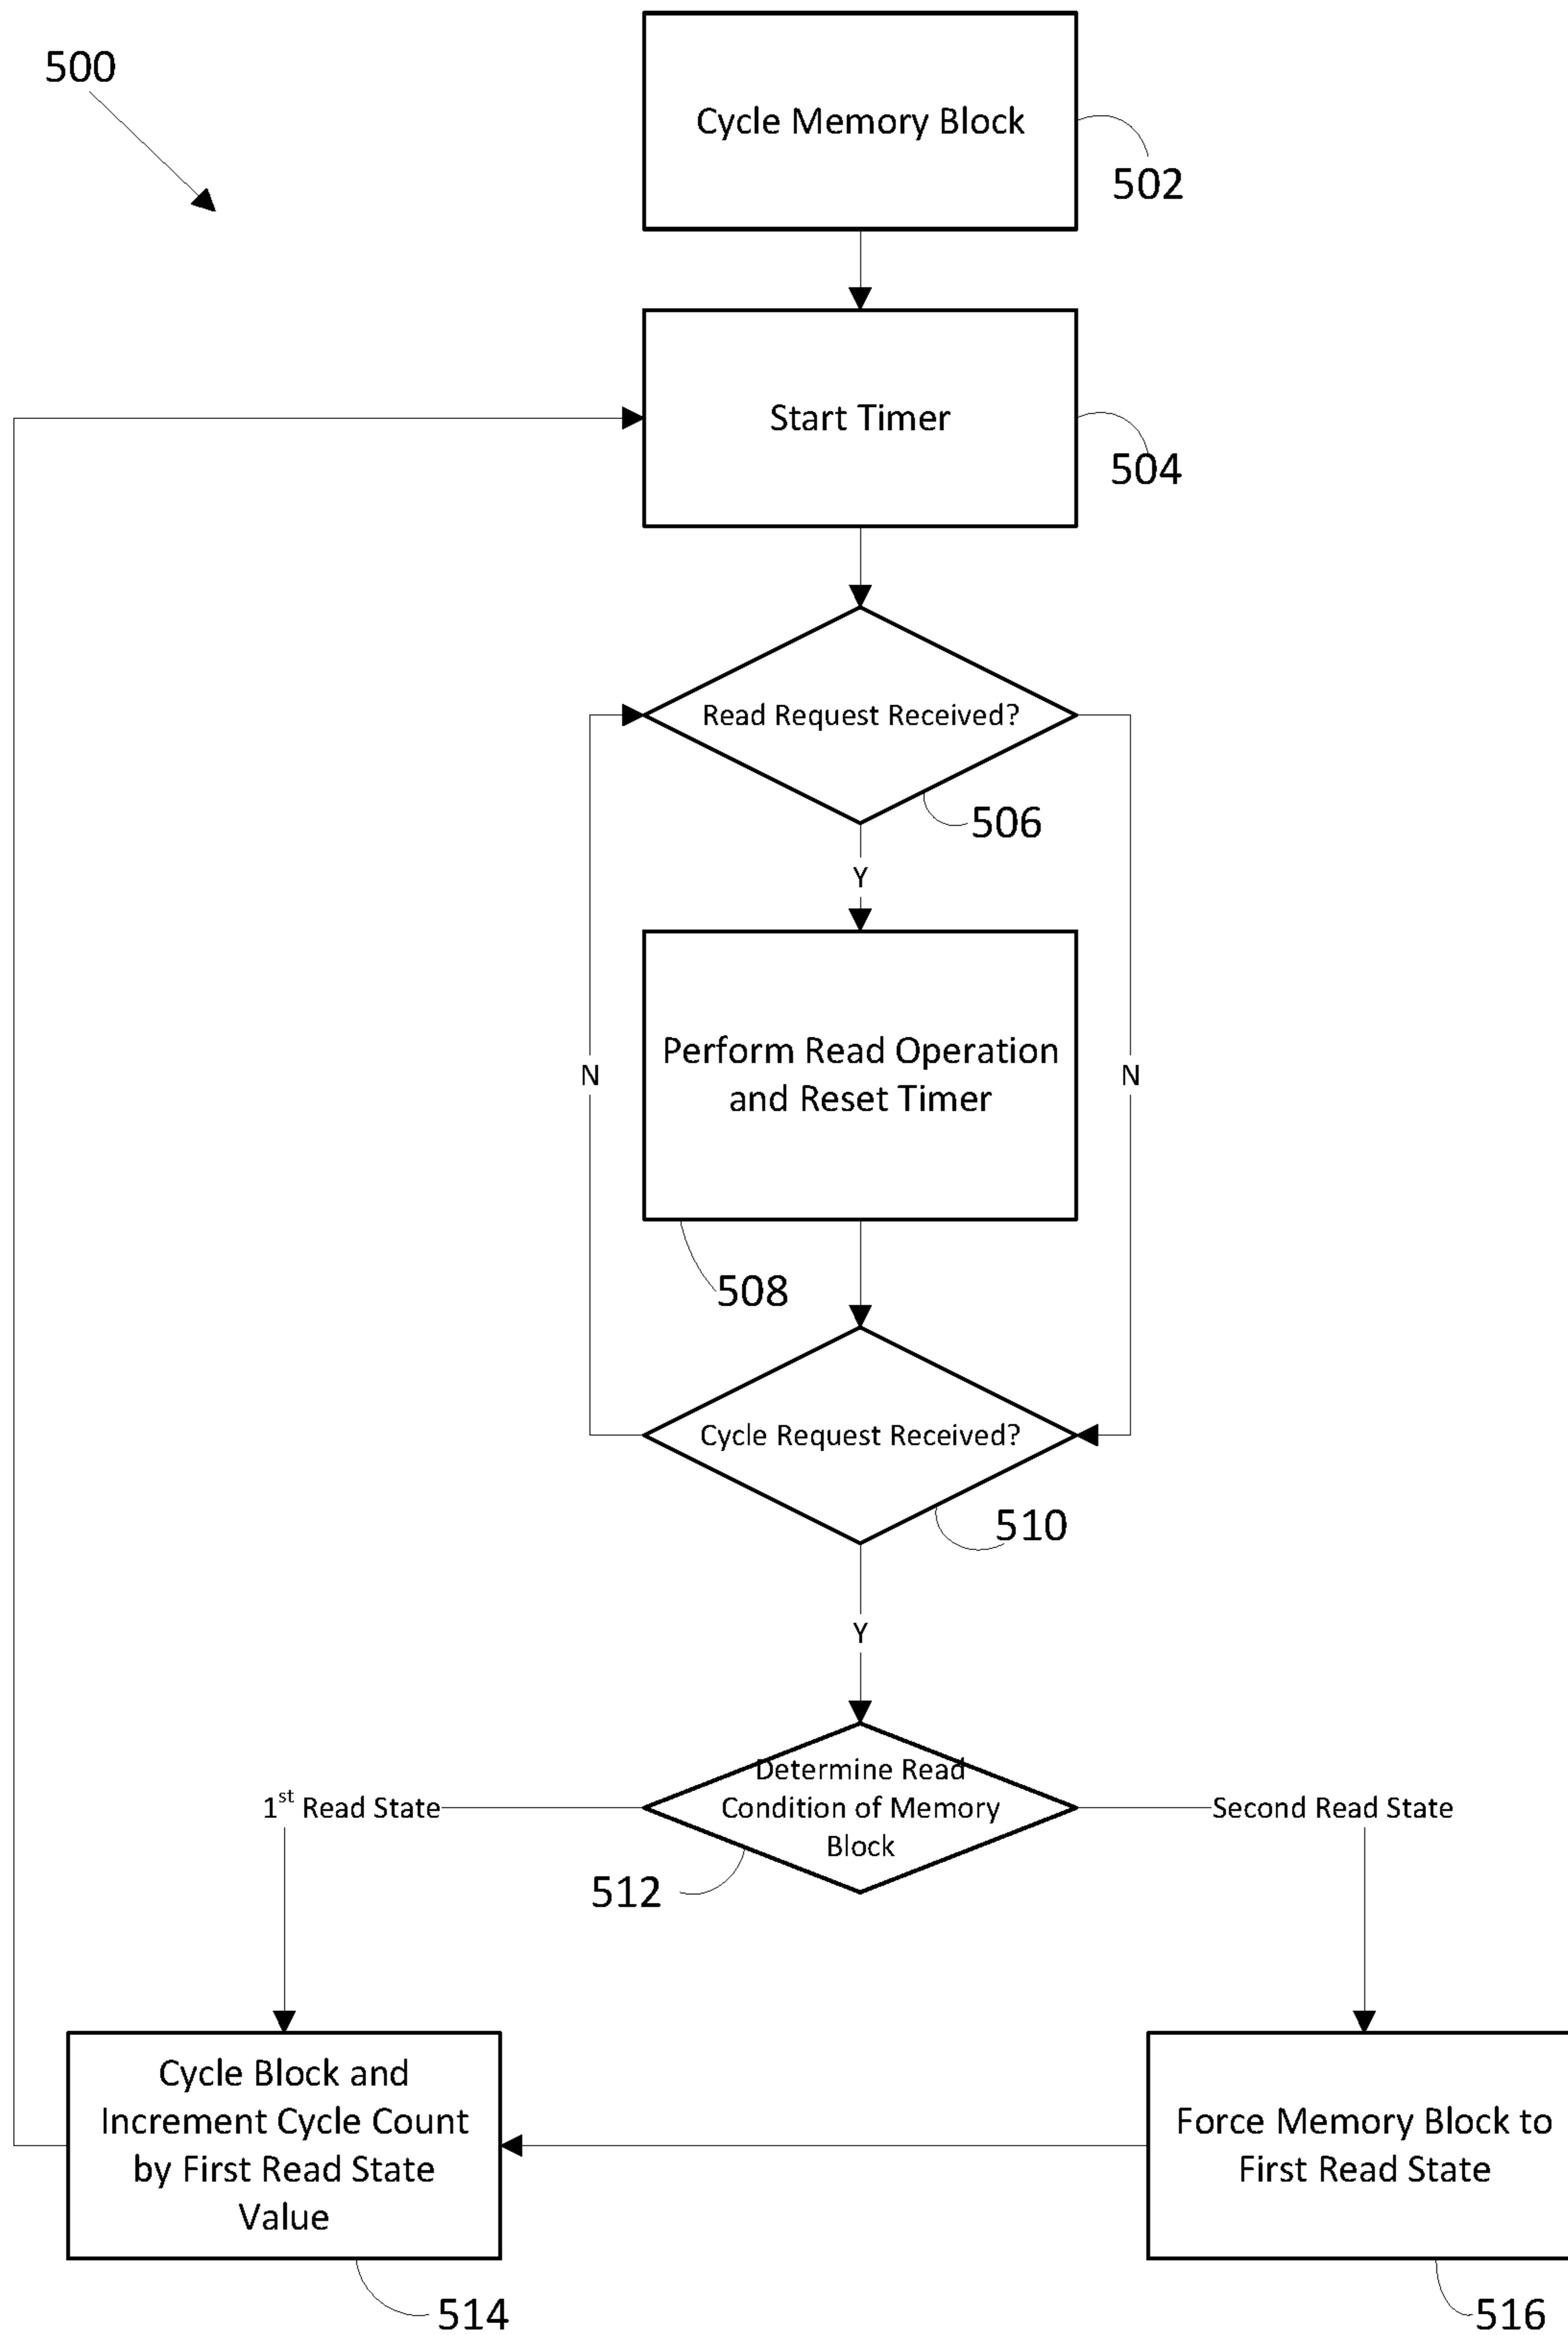 500
Cycle Memory Block
502
Start Timer
504
Read Request Received?
506
Y
Perform Read Operation
and Reset Timer
N
N
508
Cycle Request Received?
510
Y
Determine Read
Condition of Memory
Block
1st Read State
Second Read State
512
Cycle Block and
Increment Cycle Count
by First Read State
Value
Force Memory Block to
First Read State
514
516